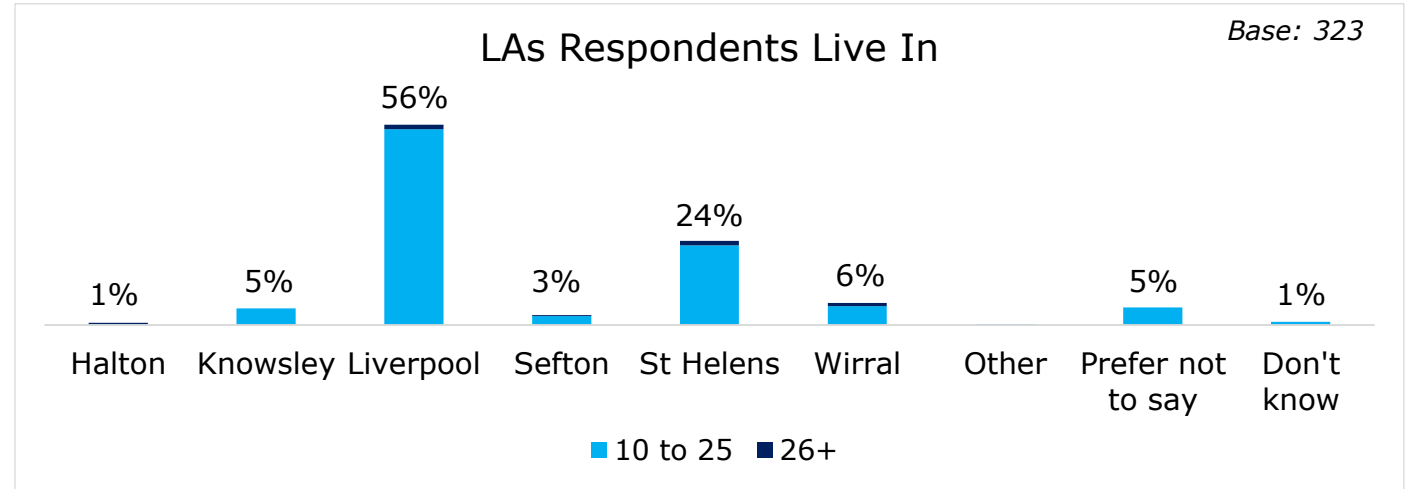 LAs Respondents Live In
Base: 323
56%
24%
1%
5%
3%
6%
5%
1%
Halton Knowsley Liverpool Sefton St Helens Wirral Other Prefer not to say Don't know
10 to 25 26+